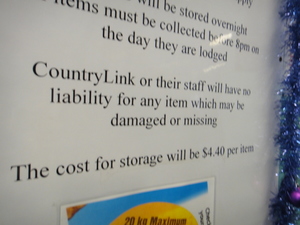 will be stored overnight
items must be collected before 8pm on
the day they are lodged
CountryLink or their staff will have no
liability for any item which may be
damaged or missing
The cost for storage will be $4.40 per item
20 kg Maximum